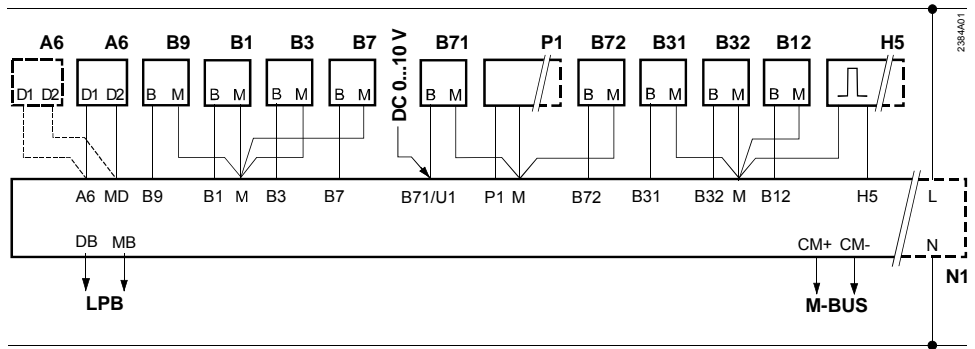 A6 A6 B9 B1 B3 B7 B71 P1 B72 B31 B32 B12 H5
2384A01
DC 0...10 V
D1 D2 D1 D2 B M B M B M B M B M B M B M B M B M
A6 MD B9 B1 M B3 B7 B71/U1 P1 M B72 B31 B32 M B12 H5 L
DB MB CM+ CM- N
N1
LPB M-BUS